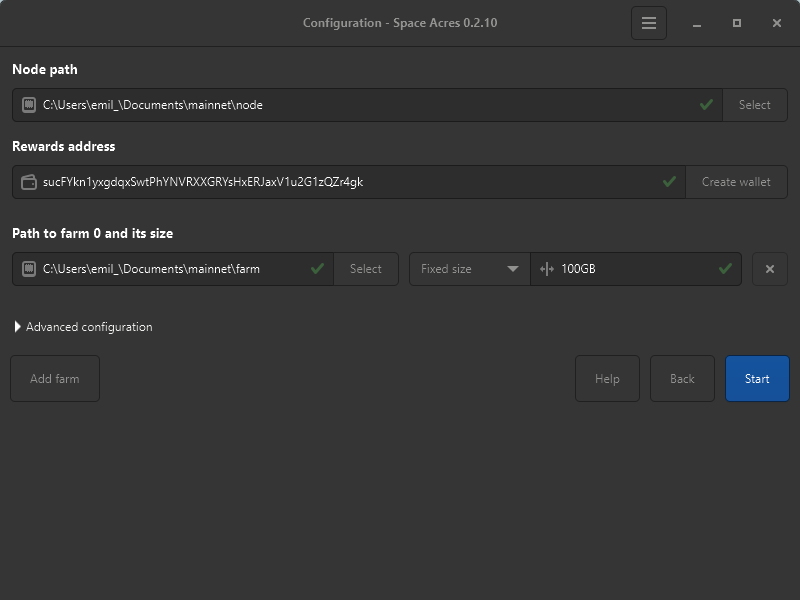 Configuration - Space Acres 0.2.10
Node path
C:\Users\emil_\Documents\mainnet\node
Select
Rewards address
sucFYkn1yxgdqxSwtPhYNVRXXGRYsHxERJaxV1u2G1zQZr4gk
Create wallet
Path to farm 0 and its size
C:\Users\emil_\Documents\mainnet\farm
Select
Fixed size
100GB
Advanced configuration
Add farm
Help
Back
Start